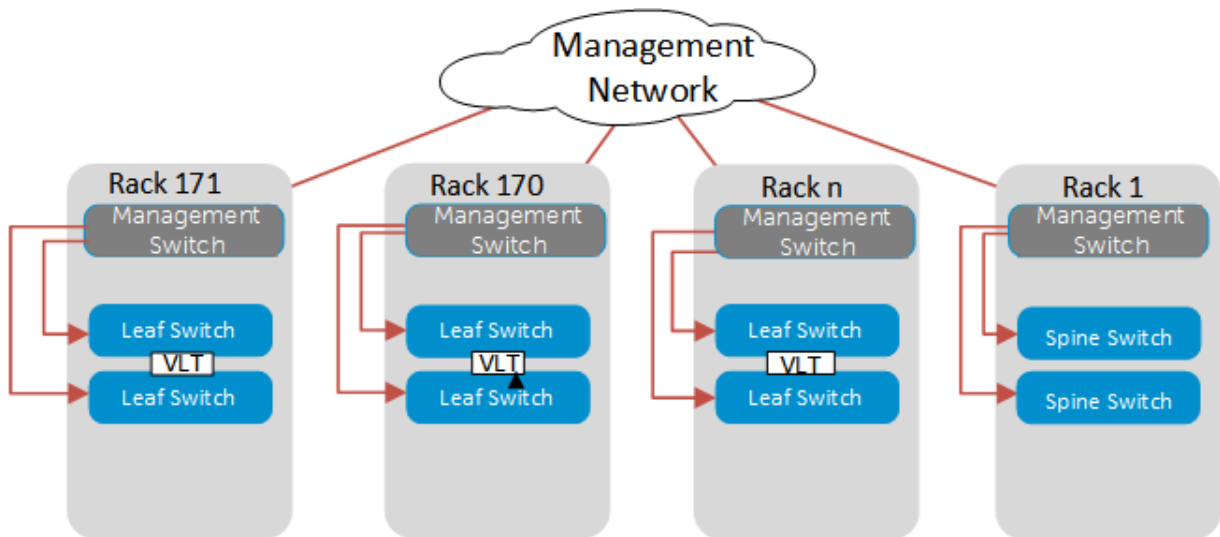 Management
Network
Rack 171
Management
Switch
Leaf Switch
VLT
Leaf Switch
Rack 170
Management
Switch
Leaf Switch
VLT
Leaf Switch
Rack n
Management
Switch
Leaf Switch
VLT
Leaf Switch
Rack 1
Management
Switch
Spine Switch
Spine Switch